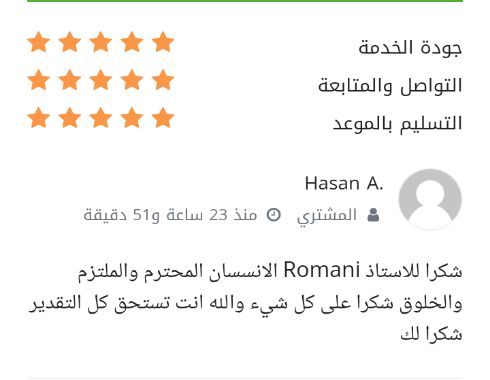 جودة الخدمة
التواصل والمتابعة
التسليم بالموعد
Hasan A.
المشتري منذ 23 ساعة و51 دقيقة
شكرا للاستاذ Romani الانسسان المحترم والملتزم
والخلوق شكرا على كل شيء والله انت تستحق كل التقدير
شكرا لك